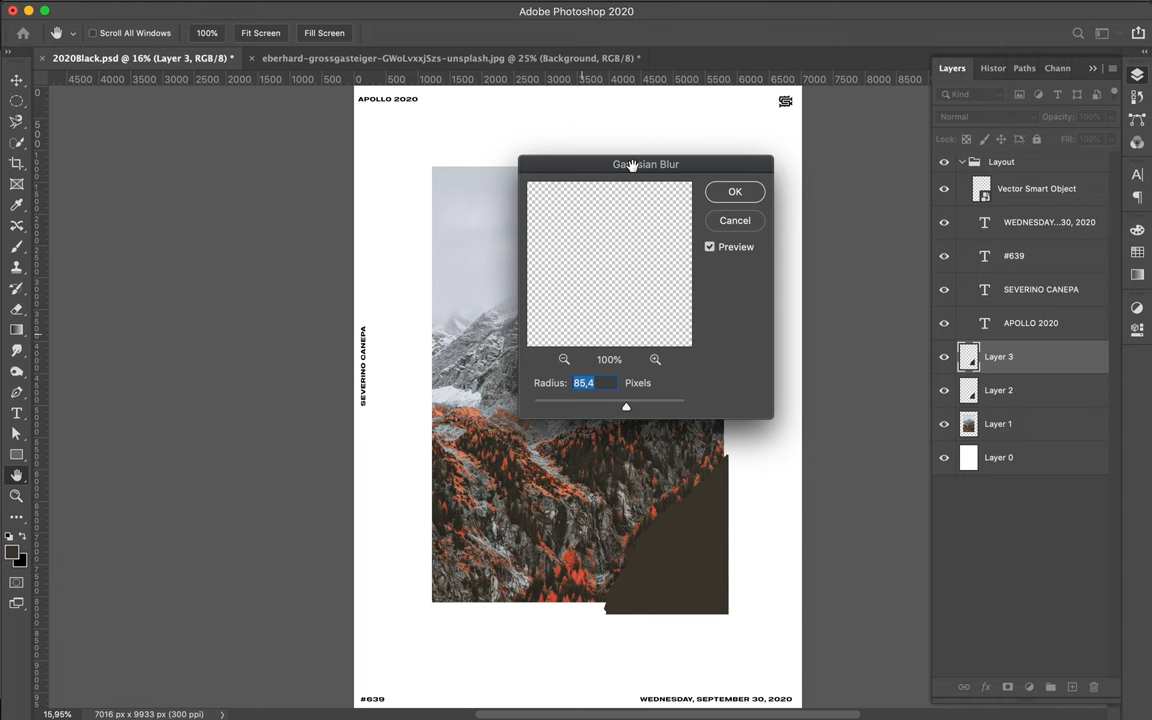 Adobe Photoshop 2020
Scroll All Windows 100% Fit Screen Fill Screen
2020Black.psd @ 16% (Layer 3, RGB/8) * eberhard-grossgasteiger-GWoLvxxjSzs-unsplash.jpg @ 25% (Background, RGB/8) *
4500 4000 3500 3000 2500 2000 1500 1000 500 0 500 1000 1500 2000 2500 3000 3500 4000 4500 5000 5500 6000 6500 7000 7500 8000 8500
APOLLO 2020
SEVERINO CANEPA
#639
WEDNESDAY, SEPTEMBER 30, 2020
Gaussian Blur
OK
Cancel
Preview
100%
Radius: 85,4 Pixels
Layers Histor Paths Chann
Kind
Normal Opacity: 100%
Lock: Fill: 100%
Layout
Vector Smart Object
WEDNESDAY...30, 2020
#639
SEVERINO CANEPA
APOLLO 2020
Layer 3
Layer 2
Layer 1
Layer 0
15,95% 7016 px x 9933 px (300 ppi)